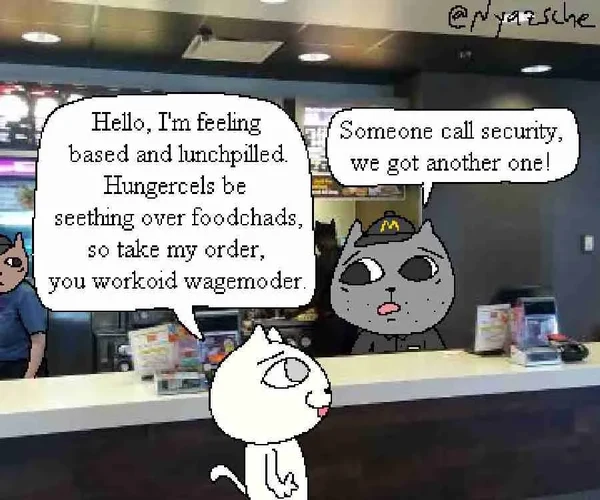 @Nyazsche
Hello, I'm feeling
based and lunchpilled.
Hungercels be
seething over foodchads,
so take my order,
you workoid wagemoder.
Someone call security,
we got another one!
M